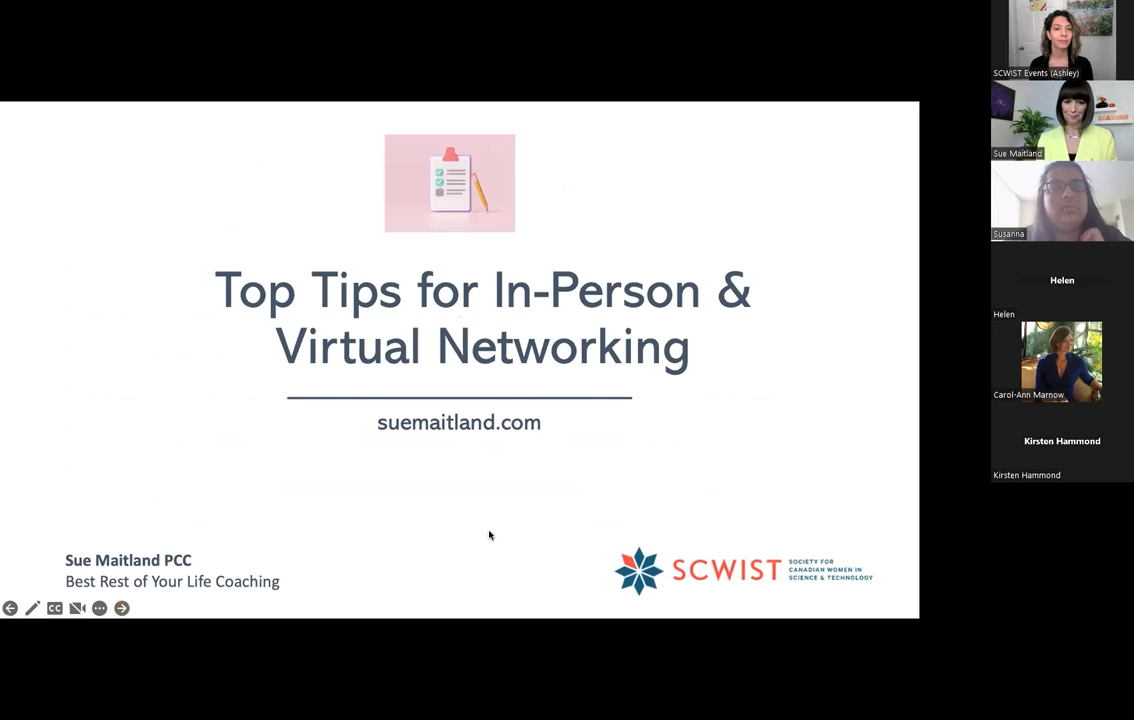 Top Tips for In-Person &
Virtual Networking
suemaitland.com
Sue Maitland PCC
Best Rest of Your Life Coaching
SCWIST
SOCIETY FOR
CANADIAN WOMEN IN
SCIENCE & TECHNOLOGY
CC
SCWIST Events (Ashley)
Sue Maitland
Susanna
Helen
Helen
Carol-Ann Marnow
Kirsten Hammond
Kirsten Hammond